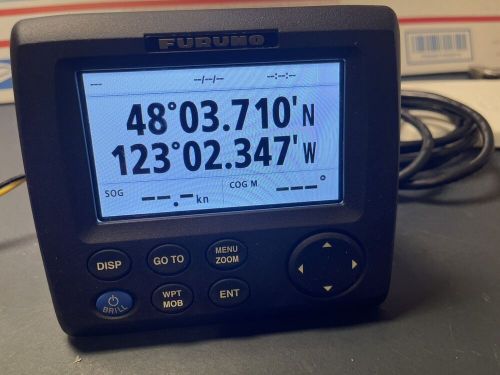 FURUNO
--- --/--/-- --:--:--
48°03.710'N
123°02.347'W
SOG --.- kn COG M ---°
DISP GO TO MENU ZOOM
BRILL WPT MOB ENT